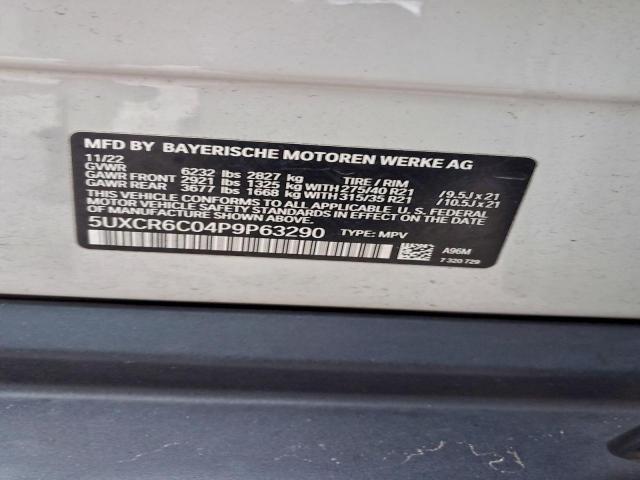 MFD BY BAYERISCHE MOTOREN WERKE AG
11/22
GVWR 6232 lbs 2827 kg TIRE / RIM
GAWR FRONT 2921 lbs 1325 kg WITH 275/40 R21 / 9.5J x 21
GAWR REAR 3677 lbs 1668 kg WITH 315/35 R21 / 10.5J x 21
THIS VEHICLE CONFORMS TO ALL APPLICABLE U.S. FEDERAL
MOTOR VEHICLE SAFETY STANDARDS
IN EFFECT ON THE DATE OF MANUFACTURE SHOWN ABOVE.
5UXCR6C04P9P63290 TYPE: MPV
A96M
7 320 729